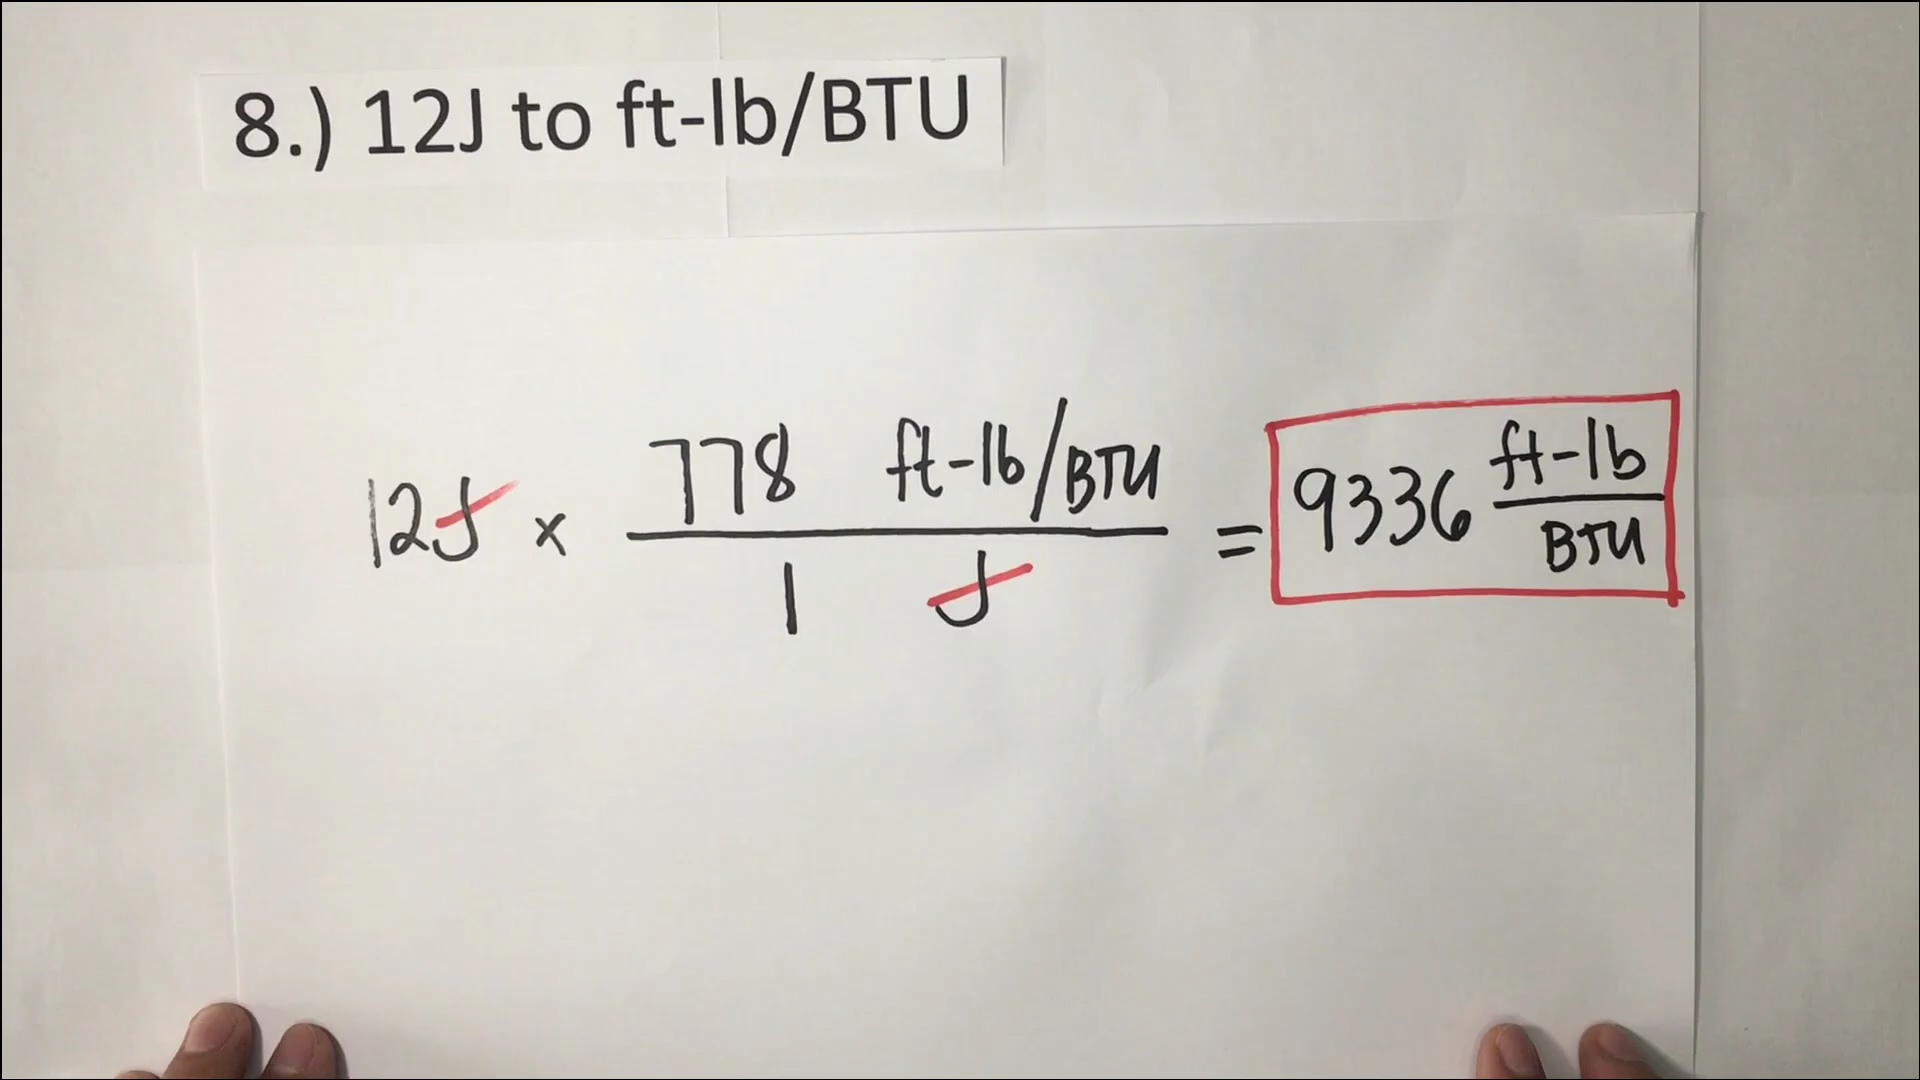 8.) 12J to ft-lb/BTU
12J x 778 ft-lb/BTU / 1 J = 9336 ft-lb/BTU